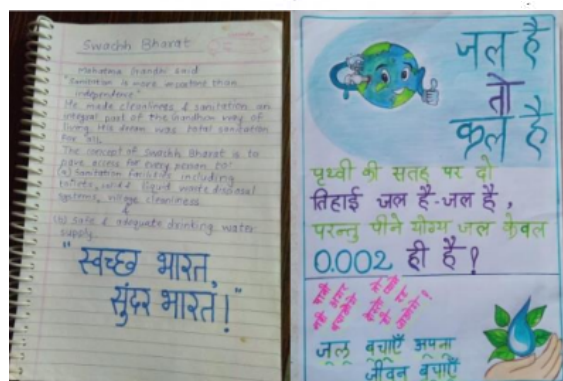 Swachh Bharat
Mahatma Gandhi said
"Sanitation is more important than
independence."
He made cleanliness & sanitation an
integral part of the Gandhian way of
living. His dream was total sanitation
for all.
The concept of Swachh Bharat is to
pave access for every person to:
(a) Sanitation facilities including
toilets, solid & liquid waste disposal
systems, village cleanliness
&
(b) safe & adequate drinking water
supply.
"स्वच्छ भारत,
सुंदर भारत!"
जल है
तो
कल है
पृथ्वी की सतह पर दो
तिहाई जल है-जल है,
परन्तु पीने योग्य जल केवल
0.002 ही है?
जल बचाएँ अपना
जीवन बचाएँ